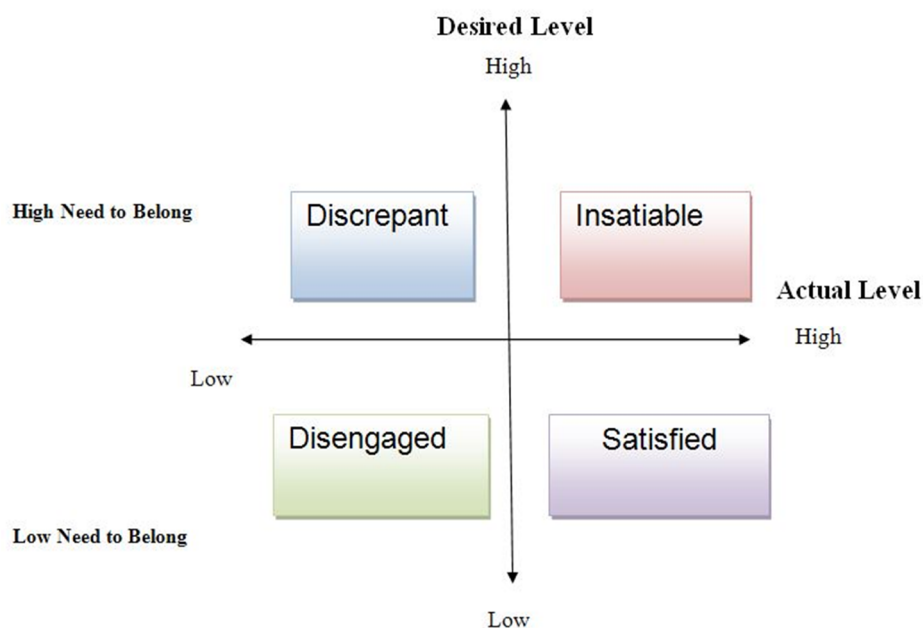 Desired Level
High
High Need to Belong
Discrepant
Insatiable
Actual Level
High
Low
Disengaged
Satisfied
Low Need to Belong
Low